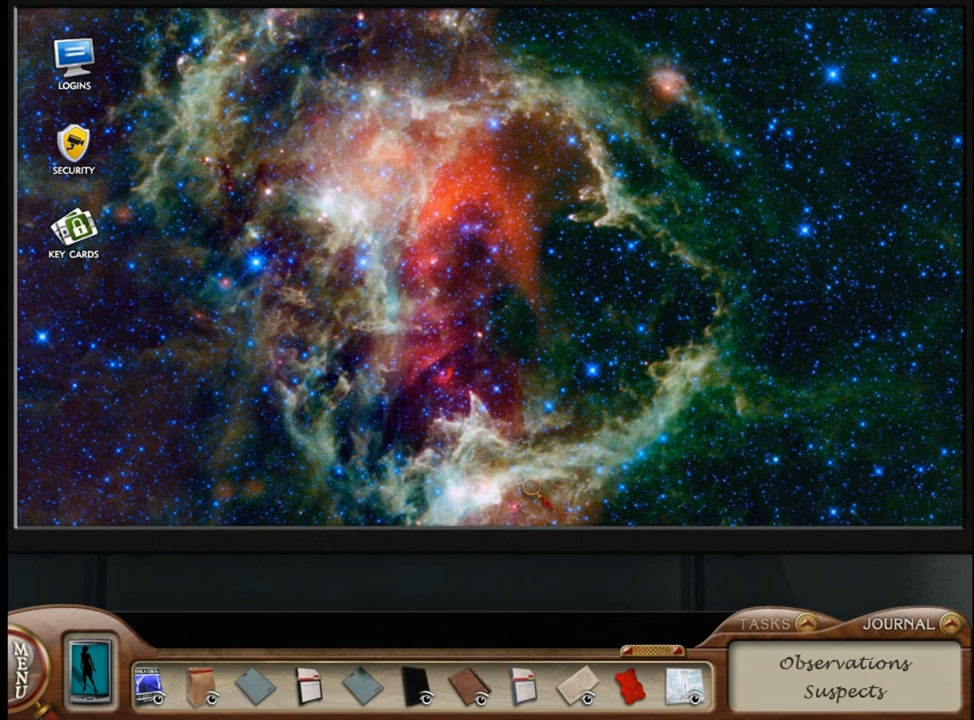 LOGINS
SECURITY
KEY CARDS
MENU
TASKS
JOURNAL
Observations
Suspects